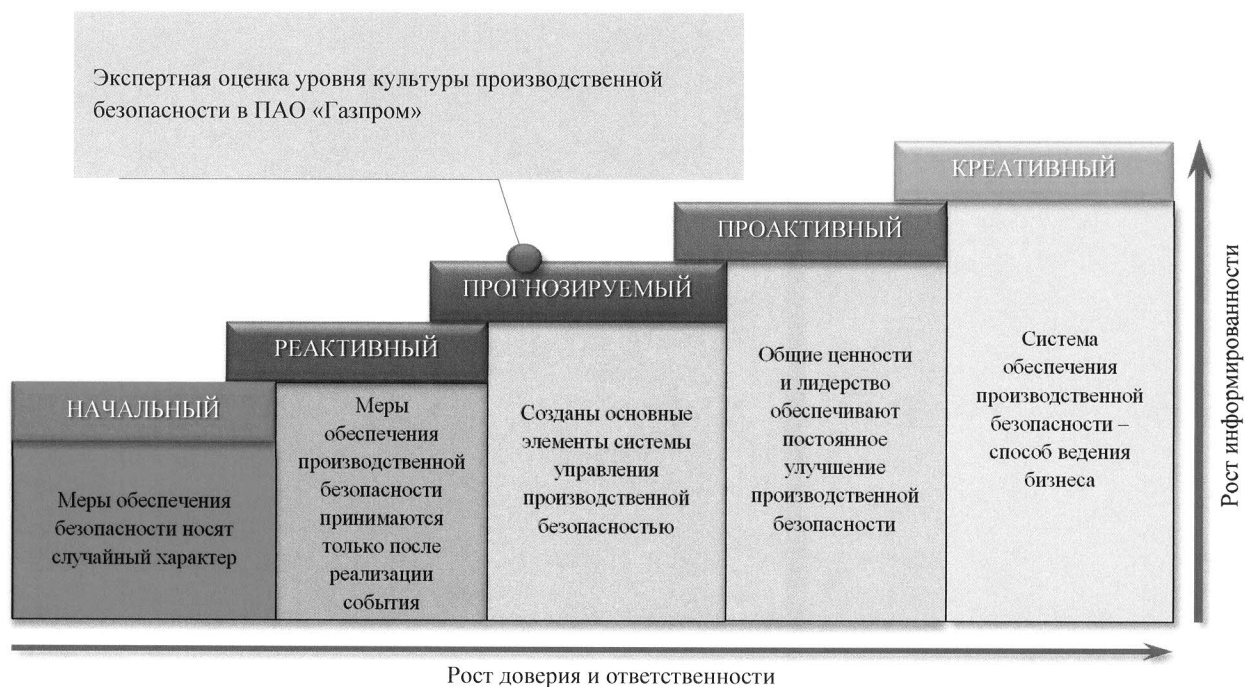 Экспертная оценка уровня культуры производственной
безопасности в ПАО «Газпром»
НАЧАЛЬНЫЙ
Меры обеспечения
безопасности носят
случайный характер
РЕАКТИВНЫЙ
Меры
обеспечения
производственной
безопасности
принимаются
только после
реализации
события
ПРОГНОЗИРУЕМЫЙ
Созданы основные
элементы системы
управления
производственной
безопасностью
ПРОАКТИВНЫЙ
Общие ценности
и лидерство
обеспечивают
постоянное
улучшение
производственной
безопасности
КРЕАТИВНЫЙ
Система
обеспечения
производственной
безопасности –
способ ведения
бизнеса
Рост информированности
Рост доверия и ответственности